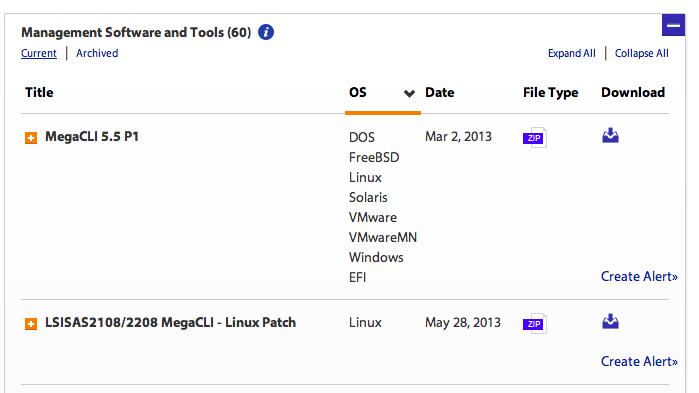 Management Software and Tools (60) i
Current | Archived Expand All | Collapse All
Title OS Date File Type Download
MegaCLI 5.5 P1 DOS Mar 2, 2013 ZIP
FreeBSD
Linux
Solaris
VMware
VMwareMN
Windows
EFI Create Alert»
LSISAS2108/2208 MegaCLI - Linux Patch Linux May 28, 2013 ZIP
Create Alert»